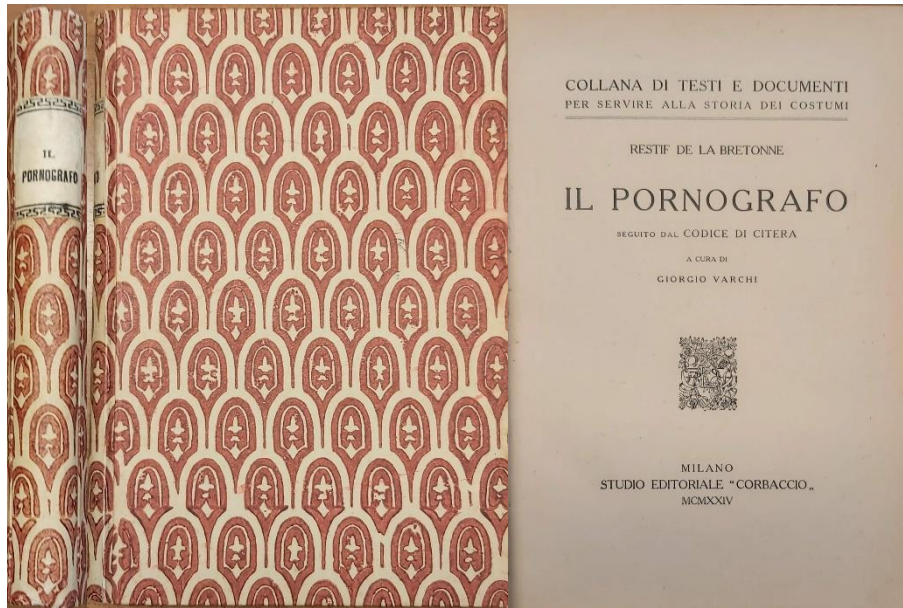 IL
PORNOGRAFO
COLLANA DI TESTI E DOCUMENTI
PER SERVIRE ALLA STORIA DEI COSTUMI
RESTIF DE LA BRETONNE
IL PORNOGRAFO
SEGUITO DAL CODICE DI CITERA
A CURA DI
GIORGIO VARCHI
MILANO
STUDIO EDITORIALE “CORBACCIO„
MCMXXIV